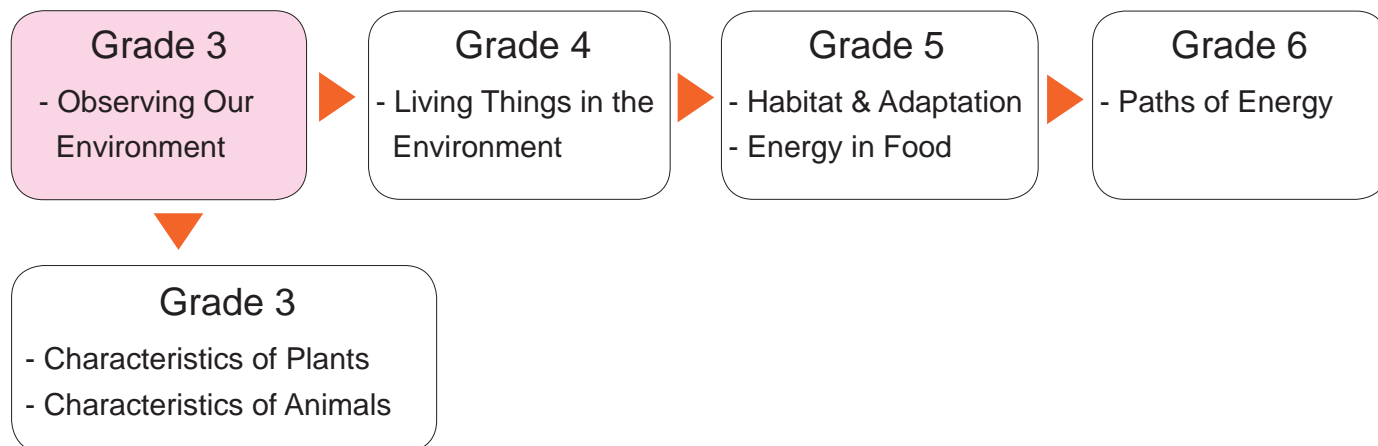 Grade 3
- Observing Our
Environment
Grade 4
- Living Things in the
Environment
Grade 5
- Habitat & Adaptation
- Energy in Food
Grade 6
- Paths of Energy
Grade 3
- Characteristics of Plants
- Characteristics of Animals